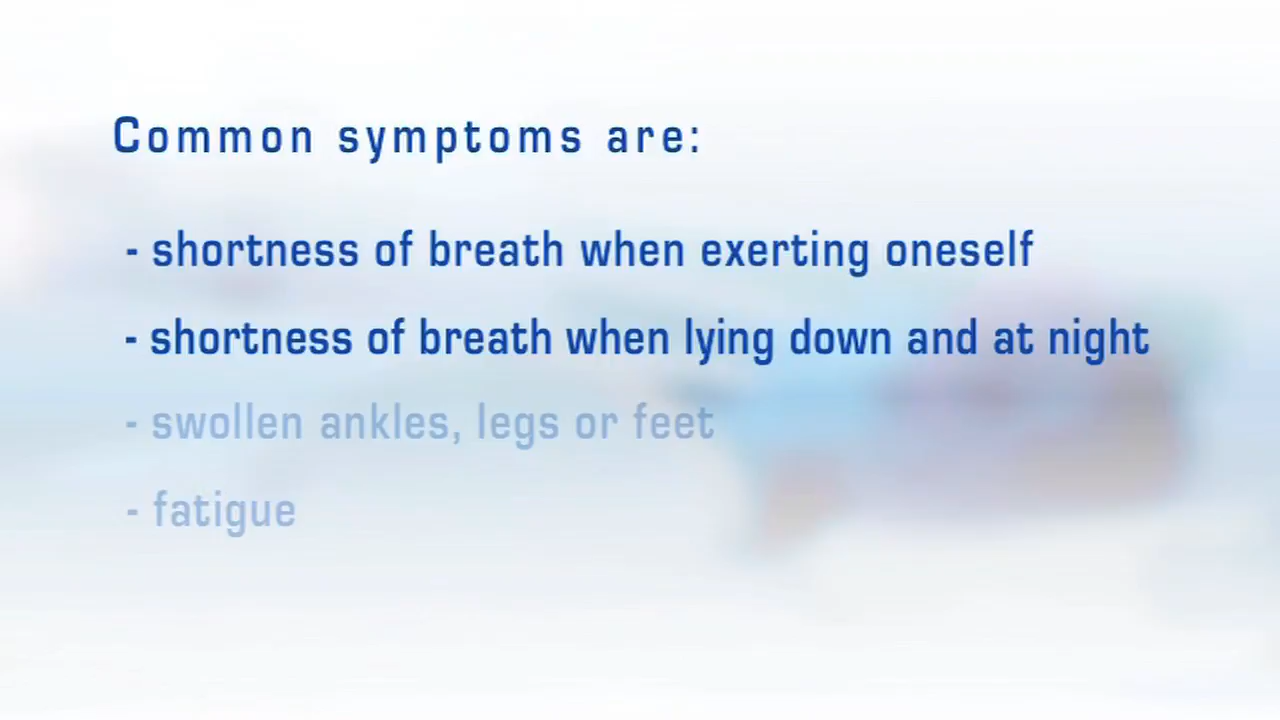 Common symptoms are:
- shortness of breath when exerting oneself
- shortness of breath when lying down and at night
- swollen ankles, legs or feet
- fatigue